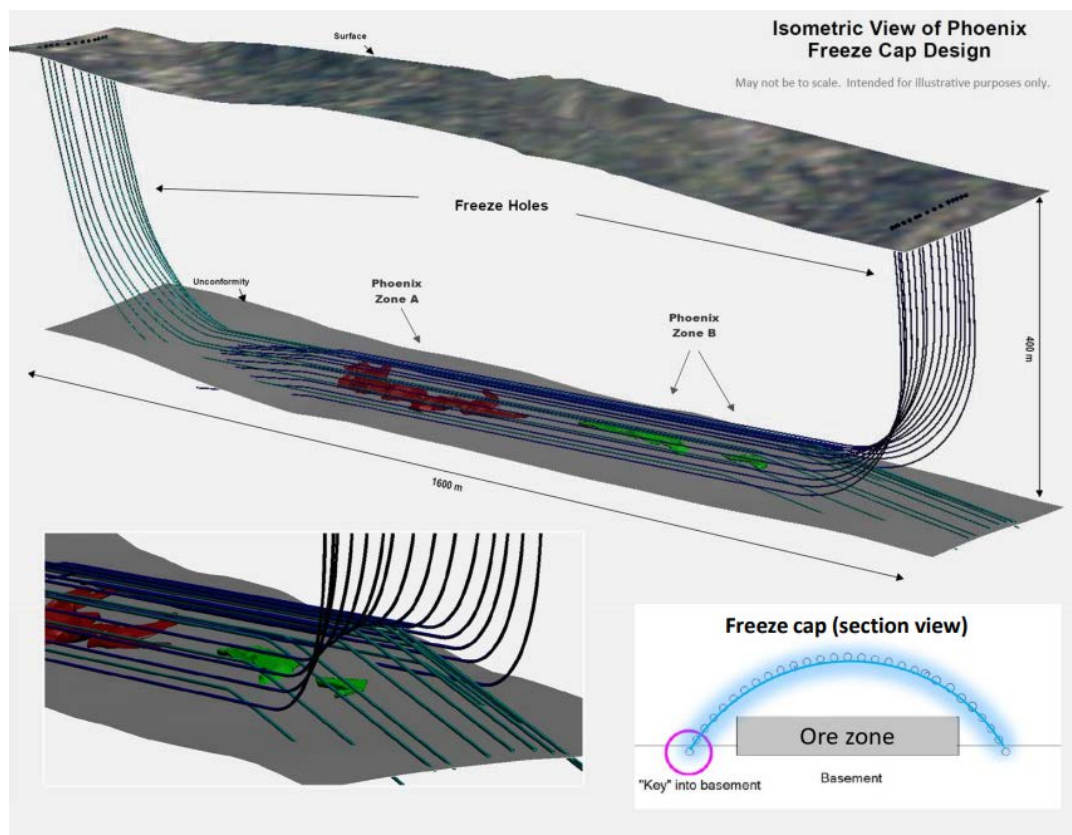 Isometric View of Phoenix
Freeze Cap Design
May not be to scale. Intended for illustrative purposes only.
Surface
Freeze Holes
Unconformity
Phoenix
Zone A
Phoenix
Zone B
400 m
1600 m
Freeze cap (section view)
Ore zone
"Key" into basement
Basement